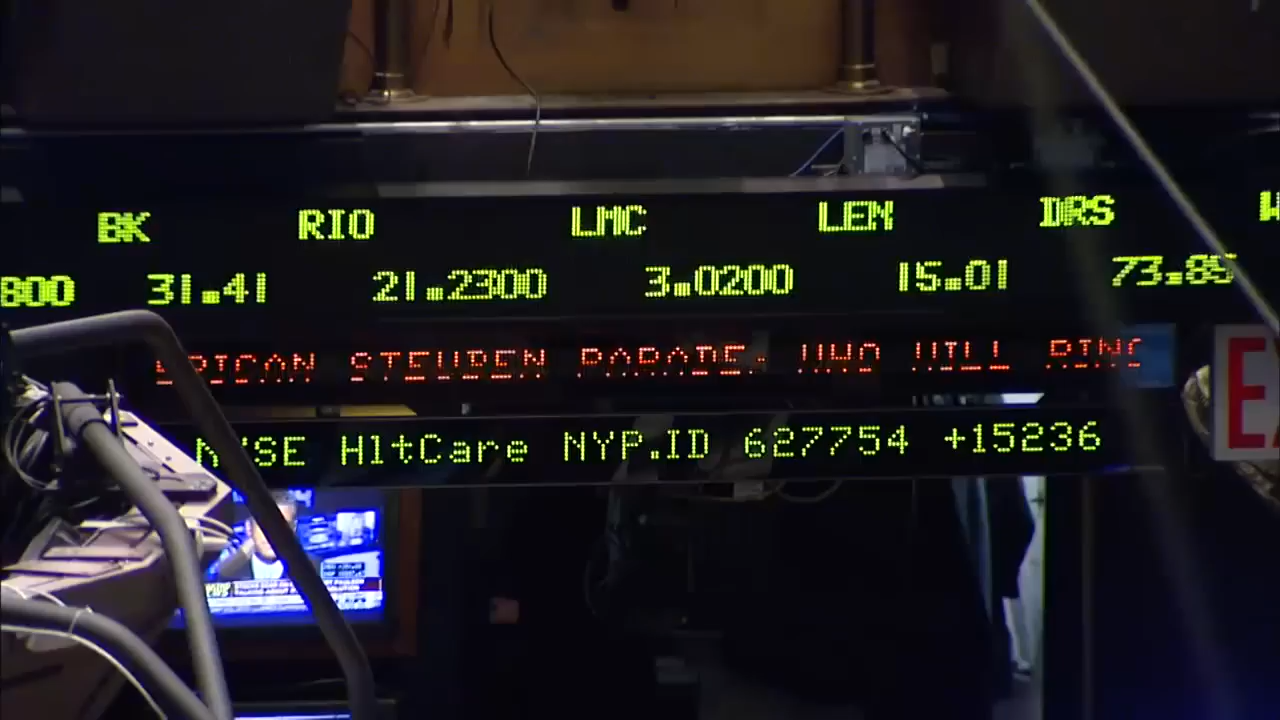 BK RIO LMC LEN DRS
800 31.41 21.2300 3.0200 15.01 73.85
STEUBEN PARADE. WHO WILL RING
NYSE HltCare NYP.ID 627754 +15236
E